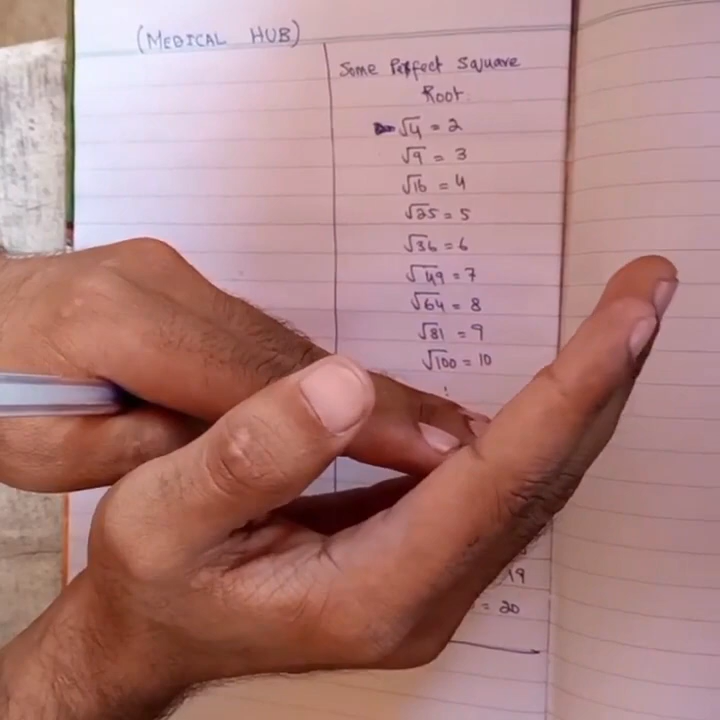 (MEDICAL HUB)
Some Perfect Square
Root
√4 = 2
√9 = 3
√16 = 4
√25 = 5
√36 = 6
√49 = 7
√64 = 8
√81 = 9
√100 = 10
19
= 20